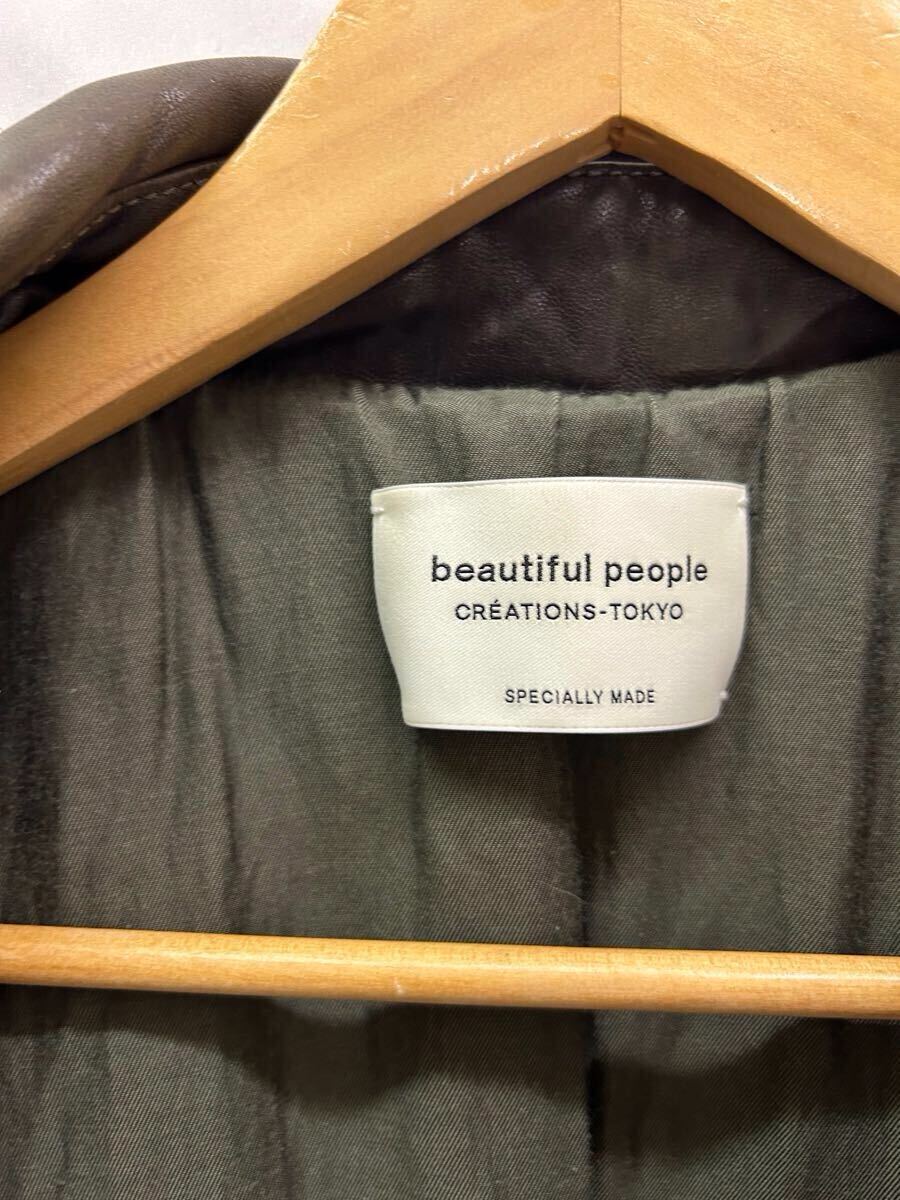 beautiful people
CRÉATIONS-TOKYO
SPECIALLY MADE